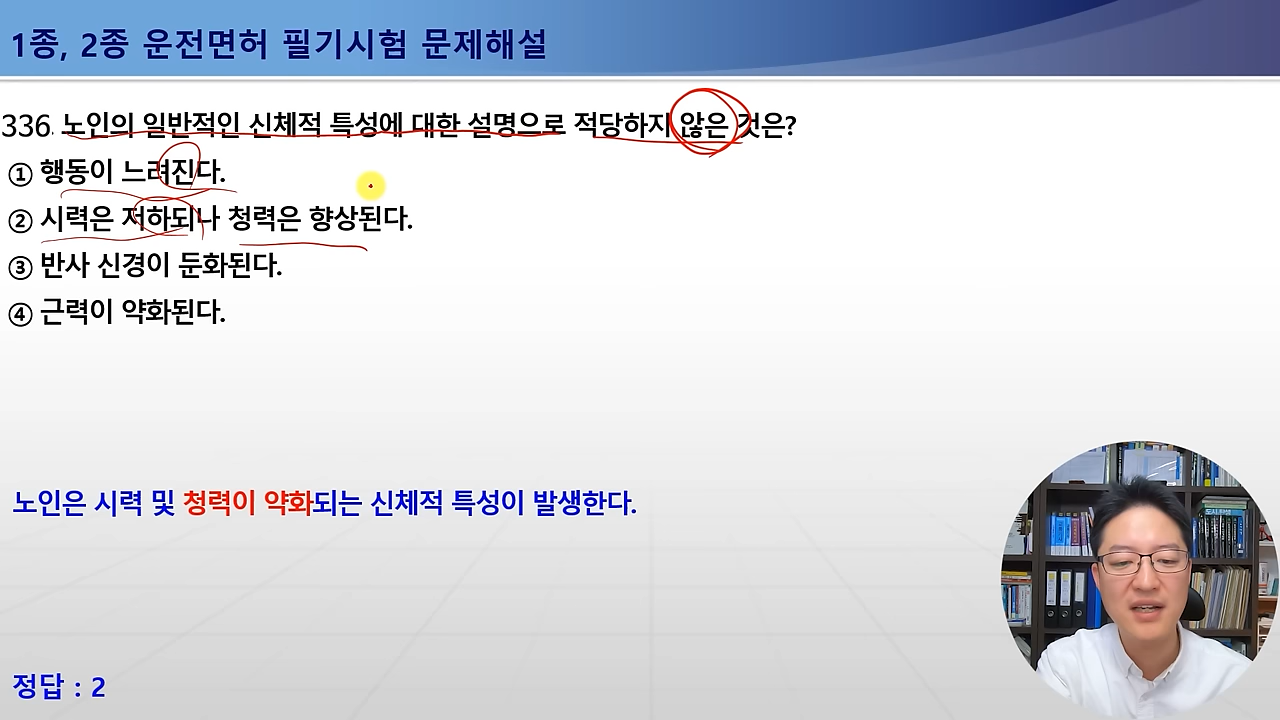 1종, 2종 운전면허 필기시험 문제해설
336. 노인의 일반적인 신체적 특성에 대한 설명으로 적당하지 않은 것은?
① 행동이 느려진다.
② 시력은 저하되나 청력은 향상된다.
③ 반사 신경이 둔화된다.
④ 근력이 약화된다.
노인은 시력 및 청력이 약화되는 신체적 특성이 발생한다.
정답 : 2